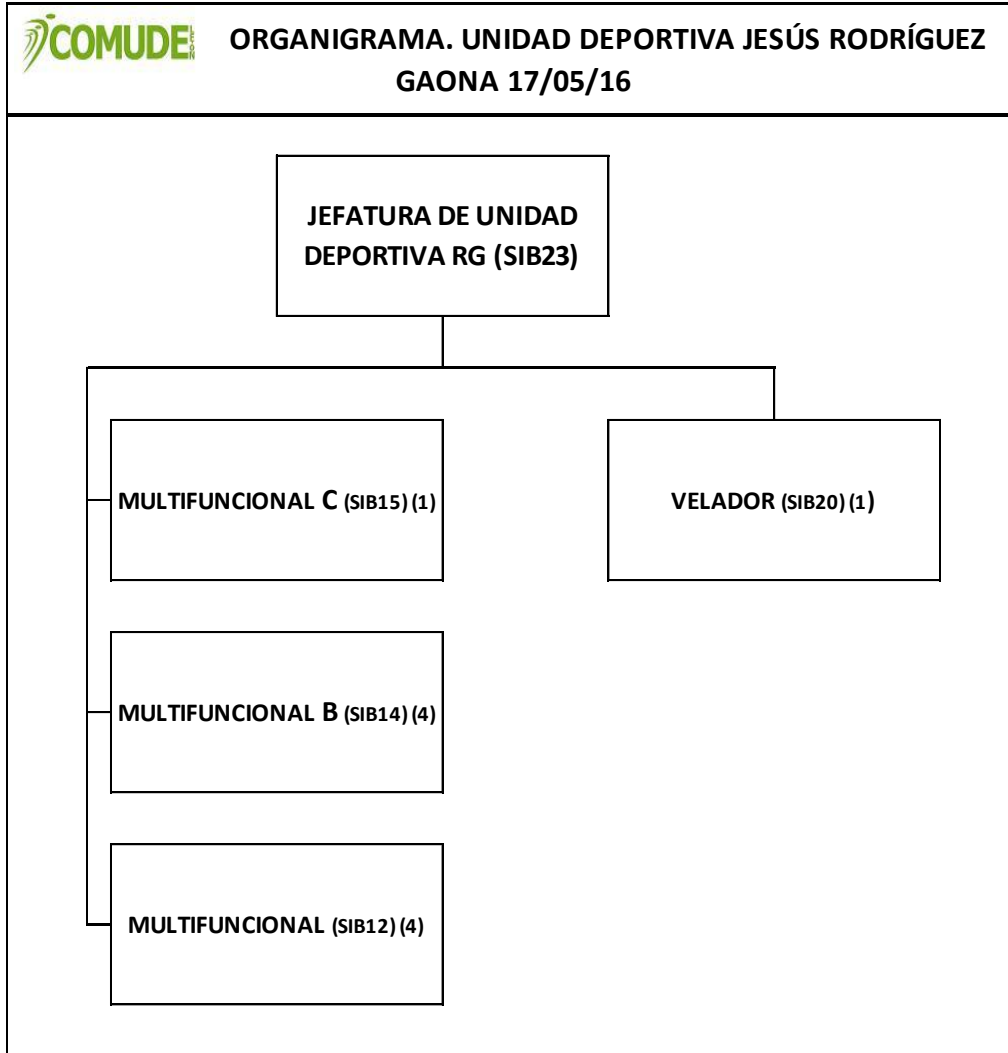 COMUDE
LEON
ORGANIGRAMA. UNIDAD DEPORTIVA JESÚS RODRÍGUEZ
GAONA 17/05/16
JEFATURA DE UNIDAD
DEPORTIVA RG (SIB23)
MULTIFUNCIONAL C (SIB15) (1)
VELADOR (SIB20) (1)
MULTIFUNCIONAL B (SIB14) (4)
MULTIFUNCIONAL (SIB12) (4)